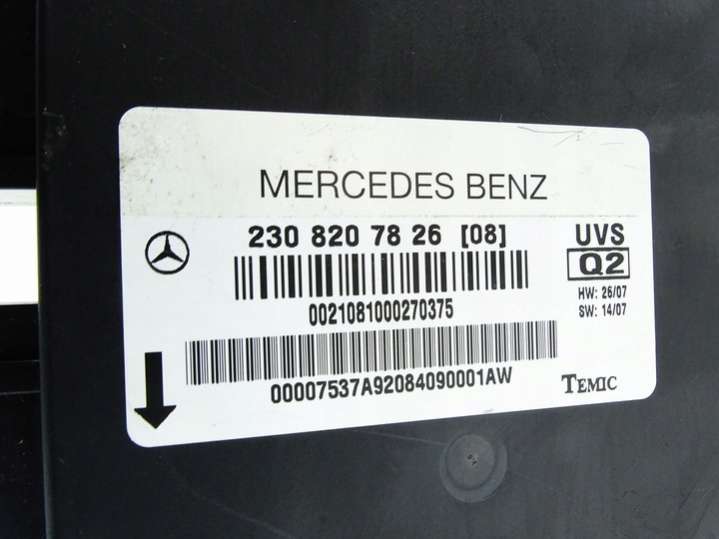 MERCEDES BENZ
230 820 78 26 [08]
UVS
Q2
0021081000270375
HW: 26/07
SW: 14/07
00007537A92084090001AW
TEMIC